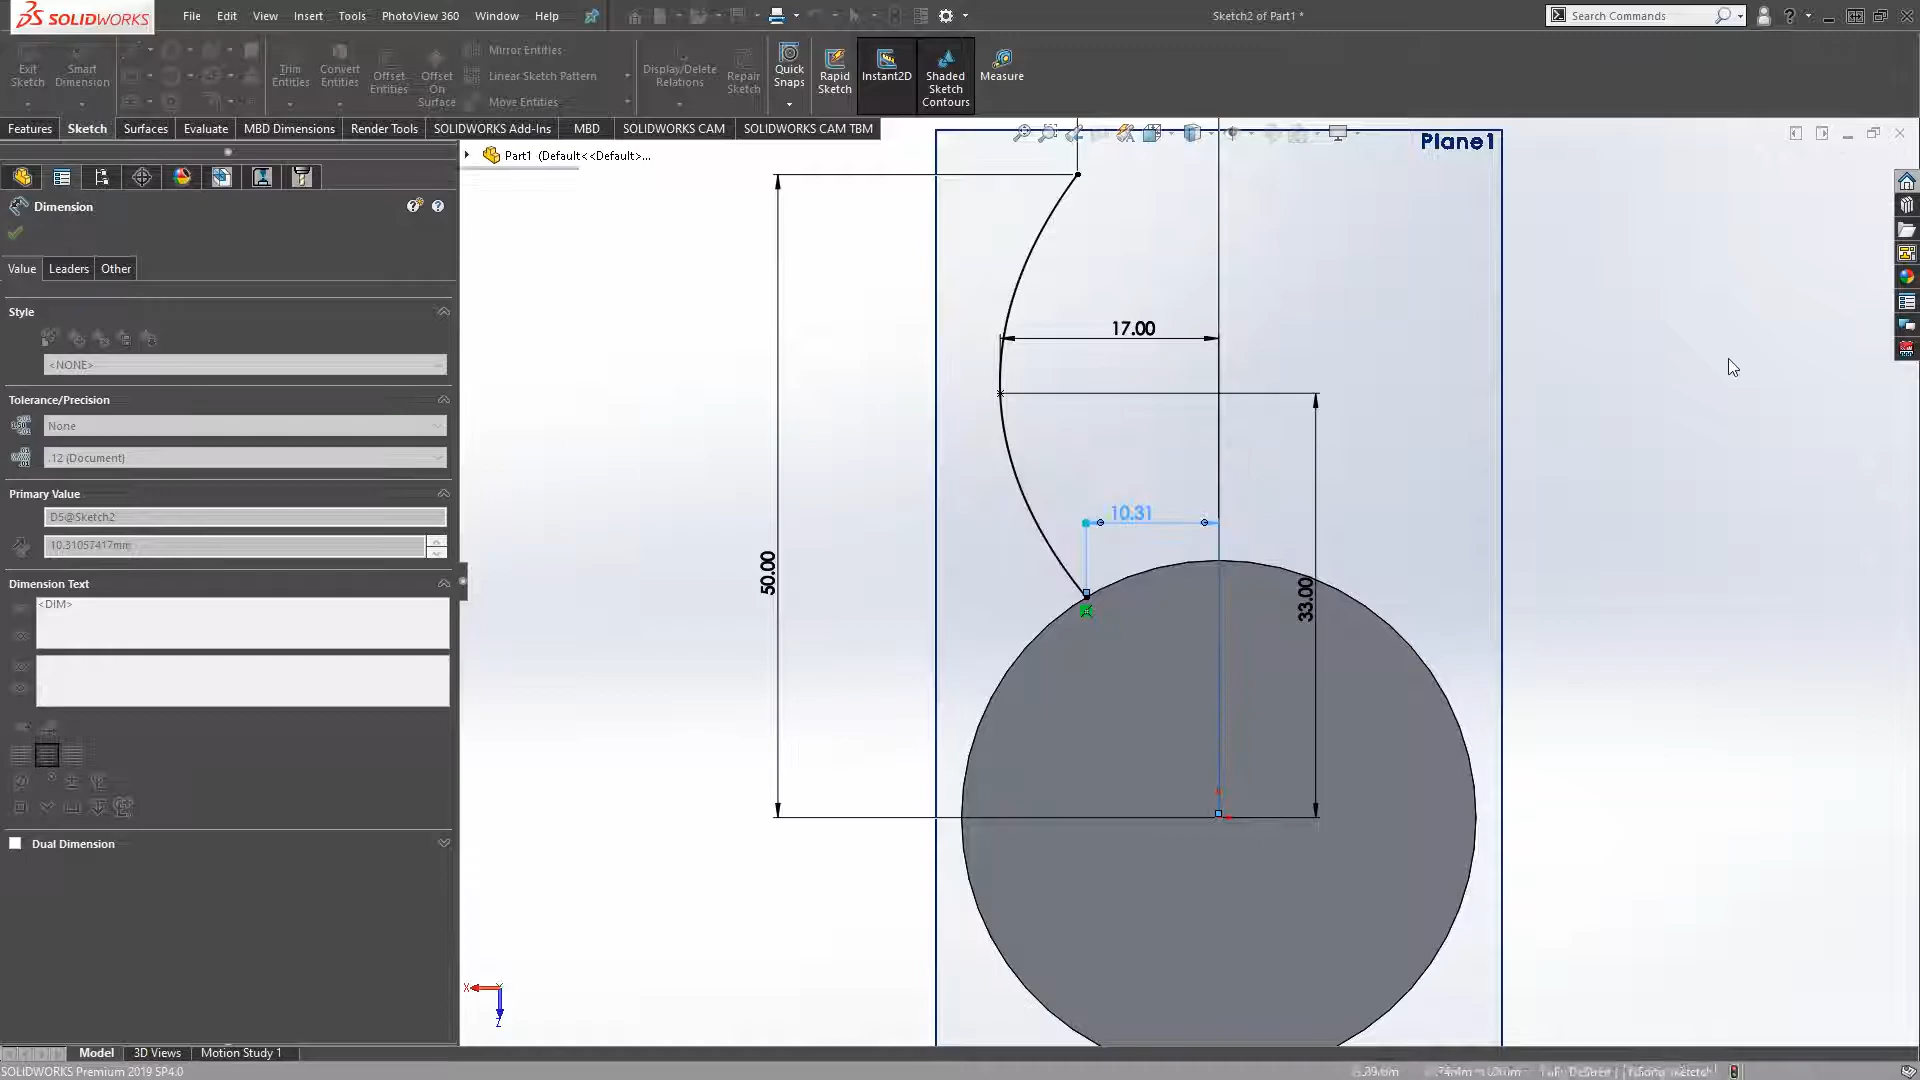 SOLIDWORKS
File Edit View Insert Tools PhotoView 360 Window Help
Sketch2 of Part1 *
Search Commands
Exit Sketch
Smart Dimension
Trim Entities
Convert Entities
Offset Entities
Offset On Surface
Mirror Entities
Linear Sketch Pattern
Move Entities
Display/Delete Relations
Repair Sketch
Quick Snaps
Rapid Sketch
Instant2D
Shaded Sketch Contours
Measure
Features Sketch Surfaces Evaluate MBD Dimensions Render Tools SOLIDWORKS Add-Ins MBD SOLIDWORKS CAM SOLIDWORKS CAM TBM
Part1 (Default<<Default>...
Plane1
Dimension
Value Leaders Other
Style
<NONE>
Tolerance/Precision
None
.12 (Document)
Primary Value
D5@Sketch2
10.31057417mm
Dimension Text
<DIM>
Dual Dimension
17.00
10.31
50.00
33.00
X
Z
Model 3D Views Motion Study 1
SOLIDWORKS Premium 2019 SP4.0